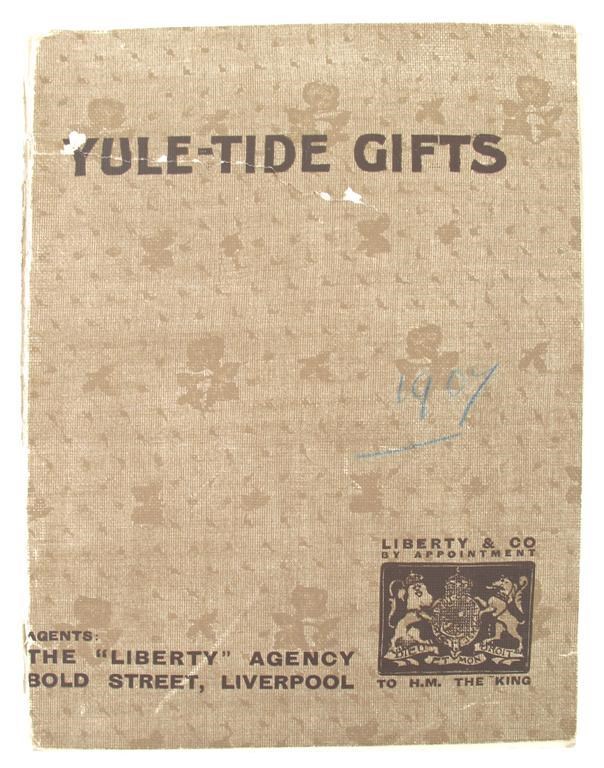 YULE-TIDE GIFTS
1907
LIBERTY & CO
BY APPOINTMENT
DIEU ET MON DROIT
TO H.M. THE KING
AGENTS:
THE "LIBERTY" AGENCY
BOLD STREET, LIVERPOOL